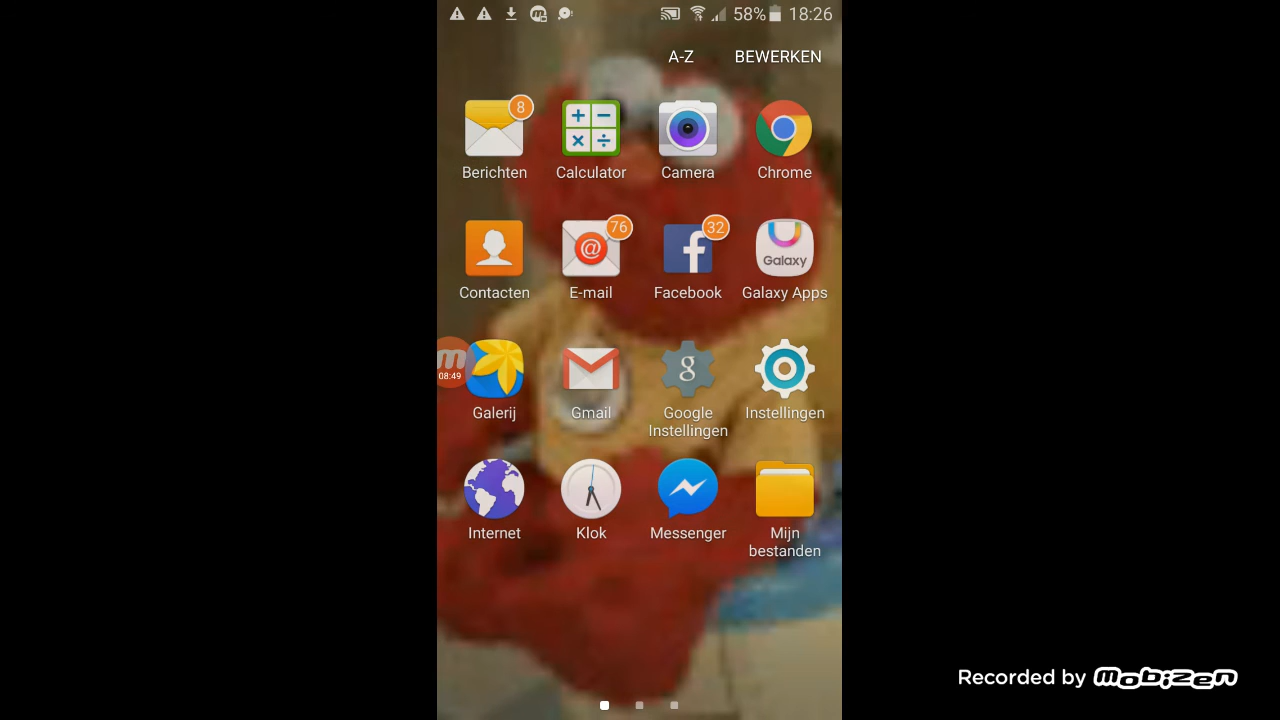 58% 18:26
A-Z BEWERKEN
8
Berichten Calculator Camera Chrome
76 32
@ f Galaxy
Contacten E-mail Facebook Galaxy Apps
m
08:49
g
Galerij Gmail Google Instellingen
Instellingen
Internet Klok Messenger Mijn
bestanden
Recorded by mobizen